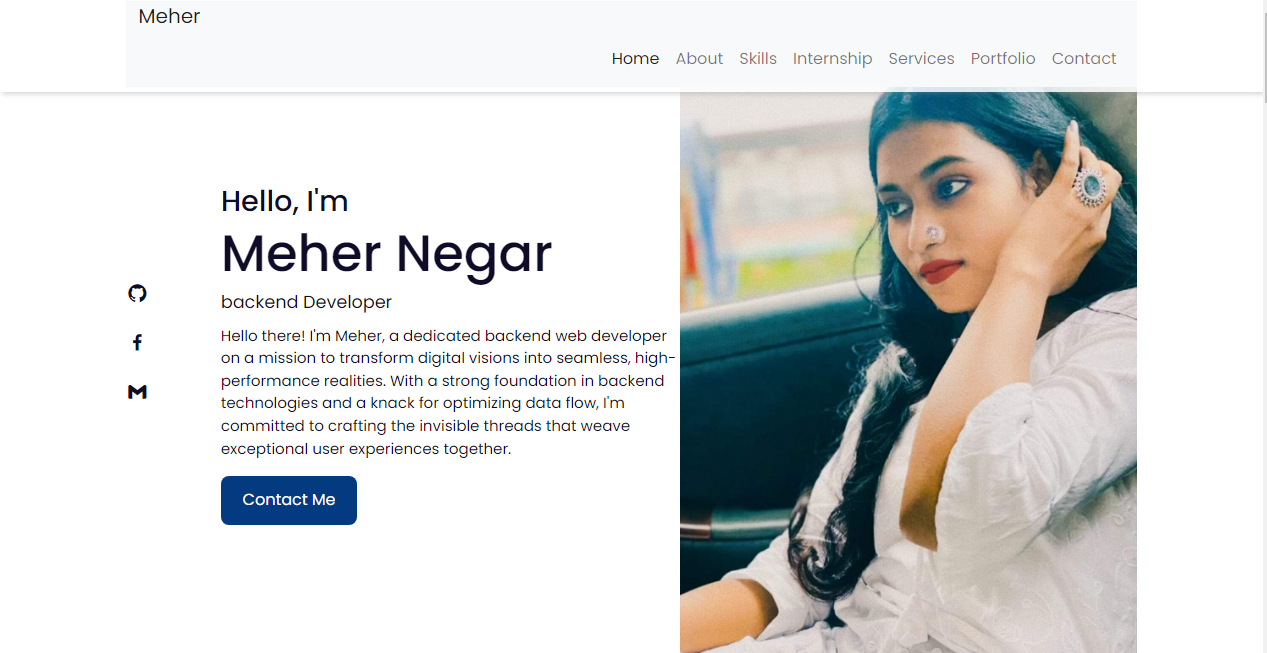 Meher
Home About Skills Internship Services Portfolio Contact
Hello, I'm
Meher Negar
backend Developer
Hello there! I'm Meher, a dedicated backend web developer
on a mission to transform digital visions into seamless, high-
performance realities. With a strong foundation in backend
technologies and a knack for optimizing data flow, I'm
committed to crafting the invisible threads that weave
exceptional user experiences together.
Contact Me